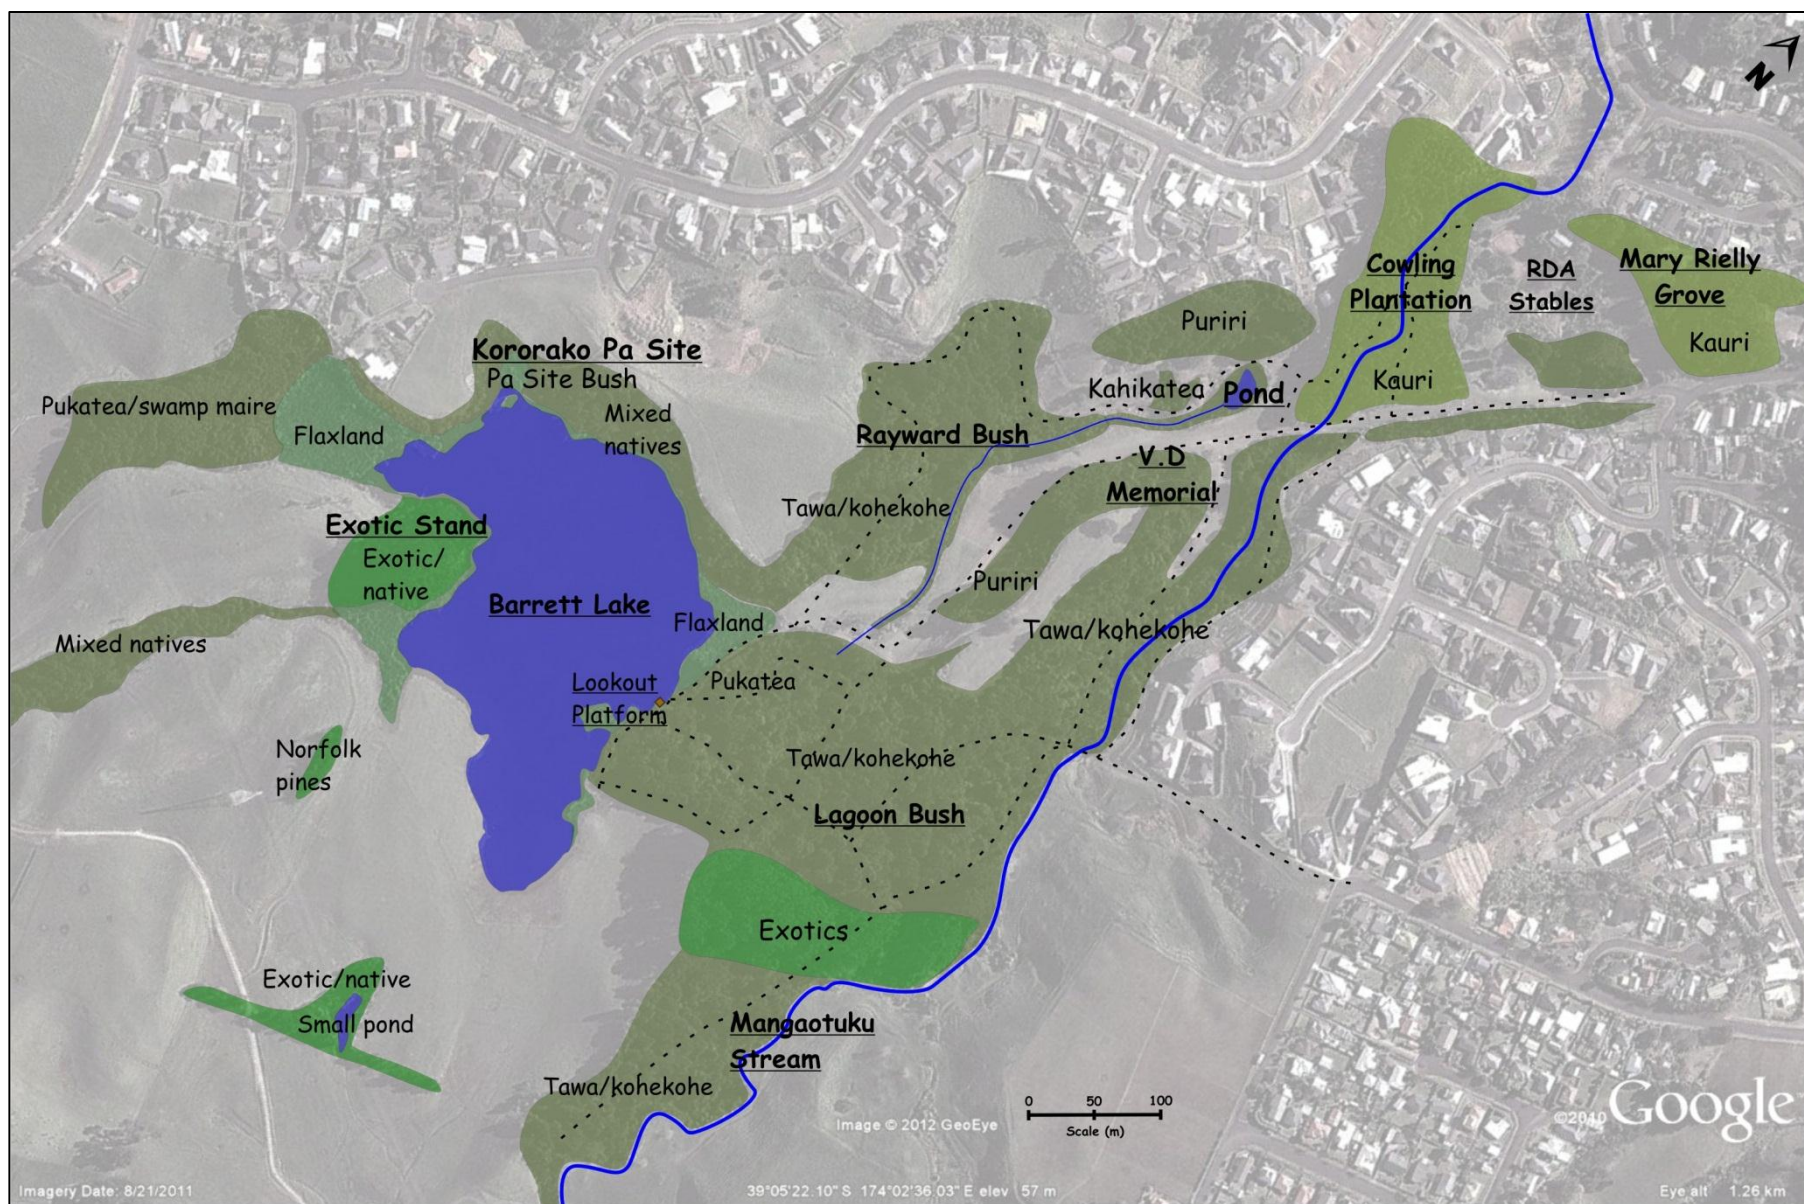 N
Cowling
Plantation
RDA
Stables
Mary Rielly
Grove
Kauri
Puriri
Kororako Pa Site
Pa Site Bush
Mixed
natives
Pukatea/swamp maire
Flaxland
Kahikatea
Pond
Kauri
Rayward Bush
V.D
Memorial
Tawa/kohekohe
Exotic Stand
Exotic/
native
Barrett Lake
Puriri
Flaxland
Tawa/kohekohe
Mixed natives
Lookout
Platform
Pukatea
Norfolk
pines
Tawa/kohekohe
Lagoon Bush
Exotics
Exotic/native
Small pond
Mangaotuku
Stream
Tawa/kohekohe
0 50 100
Scale (m)
Image © 2012 GeoEye
©2010 Google
Imagery Date: 8/21/2011
39°05'22.10" S 174°02'36.03" E elev 57 m
Eye alt 1.26 km